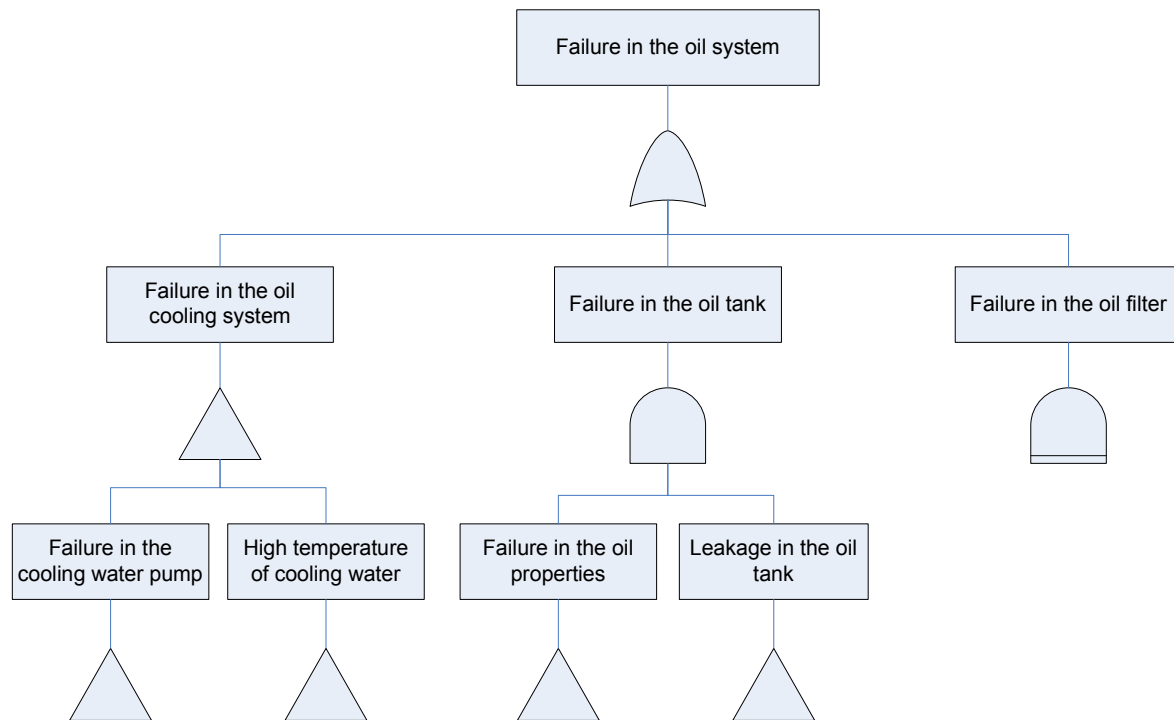 Failure in the oil system
Failure in the oil
cooling system
Failure in the oil tank
Failure in the oil filter
Failure in the
cooling water pump
High temperature
of cooling water
Failure in the oil
properties
Leakage in the oil
tank